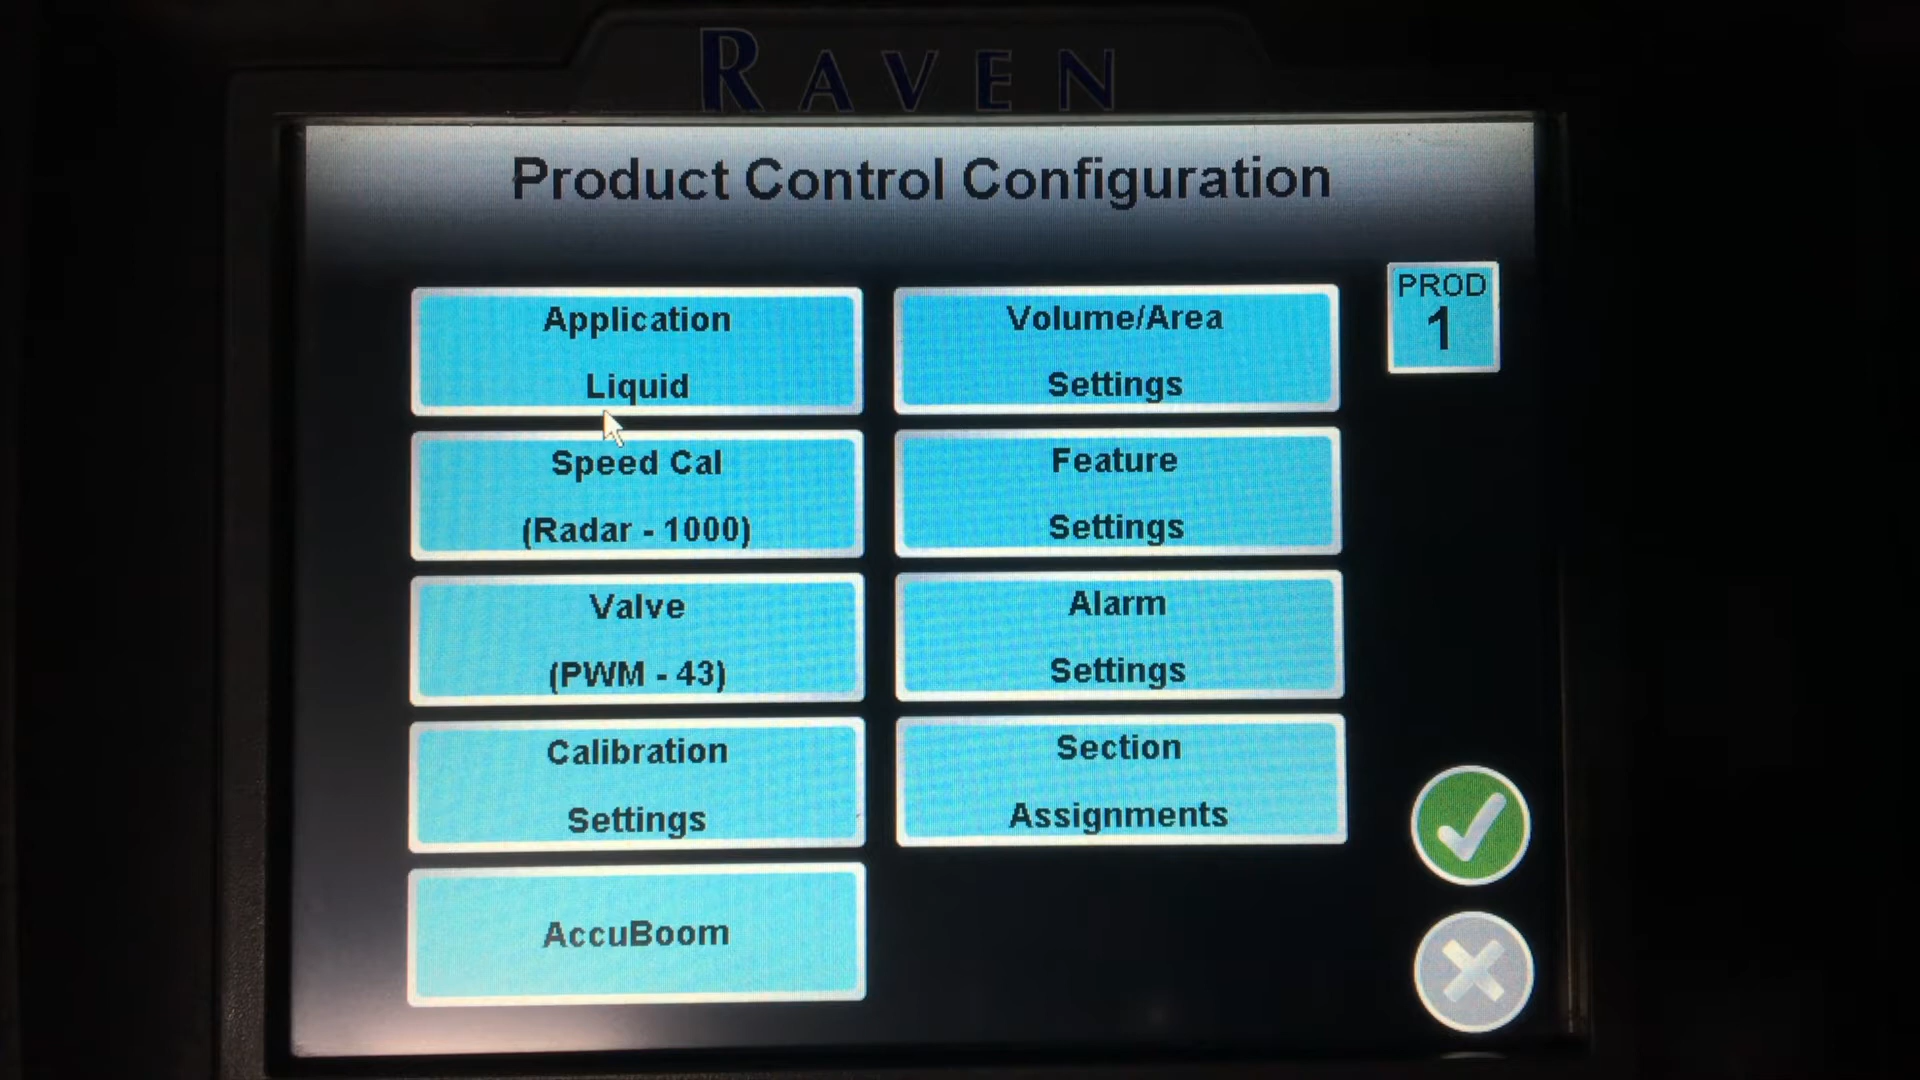 RAVEN
Product Control Configuration
Application
Liquid
Volume/Area
Settings
PROD
1
Speed Cal
(Radar - 1000)
Feature
Settings
Valve
(PWM - 43)
Alarm
Settings
Calibration
Settings
Section
Assignments
AccuBoom